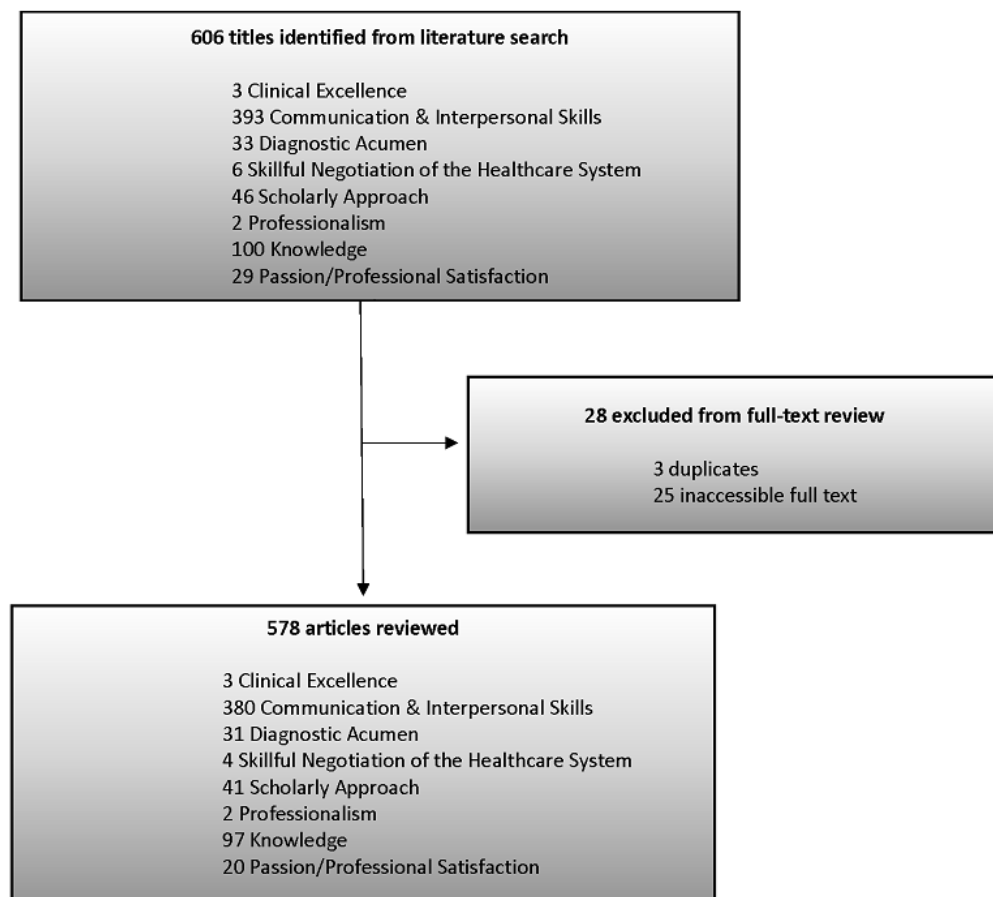 606 titles identified from literature search
3 Clinical Excellence
393 Communication & Interpersonal Skills
33 Diagnostic Acumen
6 Skillful Negotiation of the Healthcare System
46 Scholarly Approach
2 Professionalism
100 Knowledge
29 Passion/Professional Satisfaction
28 excluded from full-text review
3 duplicates
25 inaccessible full text
578 articles reviewed
3 Clinical Excellence
380 Communication & Interpersonal Skills
31 Diagnostic Acumen
4 Skillful Negotiation of the Healthcare System
41 Scholarly Approach
2 Professionalism
97 Knowledge
20 Passion/Professional Satisfaction